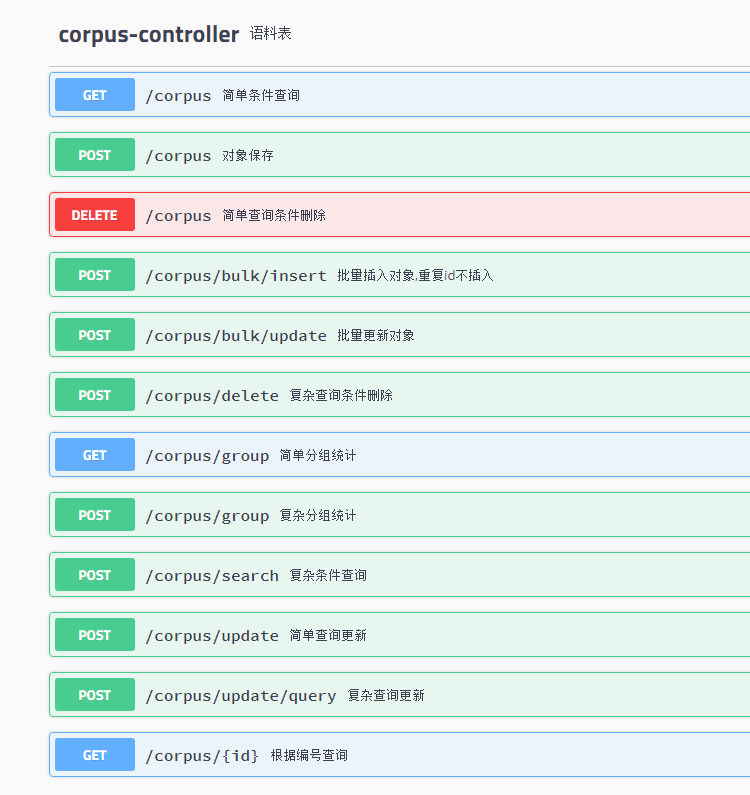 corpus-controller 语料表
GET /corpus 简单条件查询
POST /corpus 对象保存
DELETE /corpus 简单查询条件删除
POST /corpus/bulk/insert 批量插入对象,重复id不插入
POST /corpus/bulk/update 批量更新对象
POST /corpus/delete 复杂查询条件删除
GET /corpus/group 简单分组统计
POST /corpus/group 复杂分组统计
POST /corpus/search 复杂条件查询
POST /corpus/update 简单查询更新
POST /corpus/update/query 复杂查询更新
GET /corpus/{id} 根据编号查询